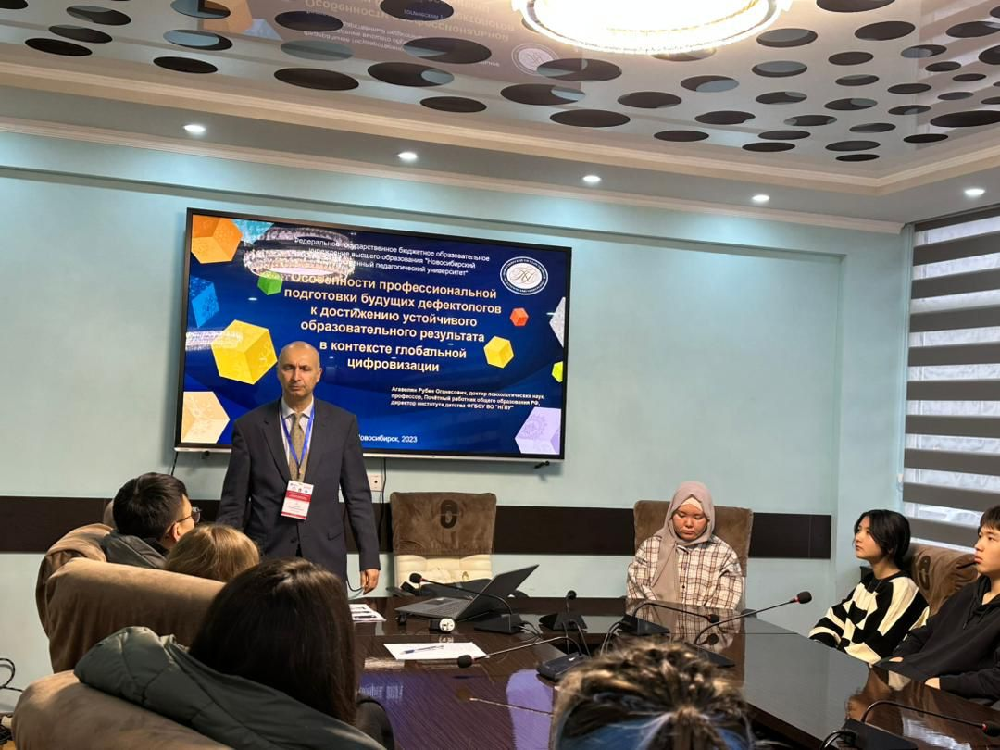 Федеральное государственное бюджетное образовательное
учреждение высшего образования "Новосибирский
педагогический университет"
Особенности профессиональной
подготовки будущих дефектологов
к достижению устойчивого
образовательного результата
в контексте глобальной
цифровизации
Агавелян Рубен Оганесович, доктор психологических наук,
профессор, Почётный работник общего образования РФ,
директор института детства ФГБОУ ВО "НГПУ"
Новосибирск, 2023